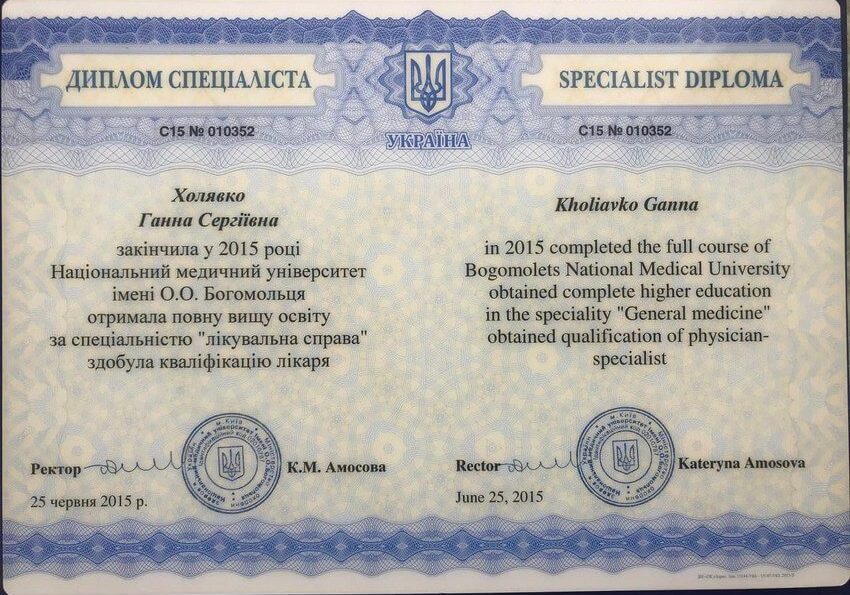 ДИПЛОМ СПЕЦІАЛІСТА
С15 № 010352
УКРАЇНА
SPECIALIST DIPLOMA
C15 № 010352
Холявко
Ганна Сергіївна
закінчила у 2015 році
Національний медичний університет
імені О.О. Богомольця
отримала повну вищу освіту
за спеціальністю "лікувальна справа"
здобула кваліфікацію лікаря
Ректор
К.М. Амосова
25 червня 2015 р.
Kholiavko Ganna
in 2015 completed the full course of
Bogomolets National Medical University
obtained complete higher education
in the speciality "General medicine"
obtained qualification of physician-
specialist
Rector
Kateryna Amosova
June 25, 2015